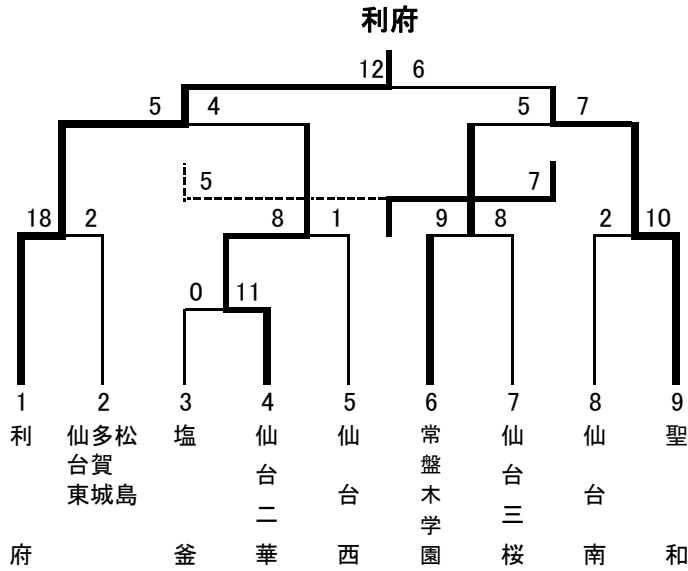 利府
12 6
5 4 5 7
5 7
18 2 8 1 9 8 2 10
0 11
1 2 3 4 5 6 7 8 9
利府
仙台東
多賀城
松島
塩釜
仙台二華
仙台西
常盤木学園
仙台三桜
仙台南
聖和